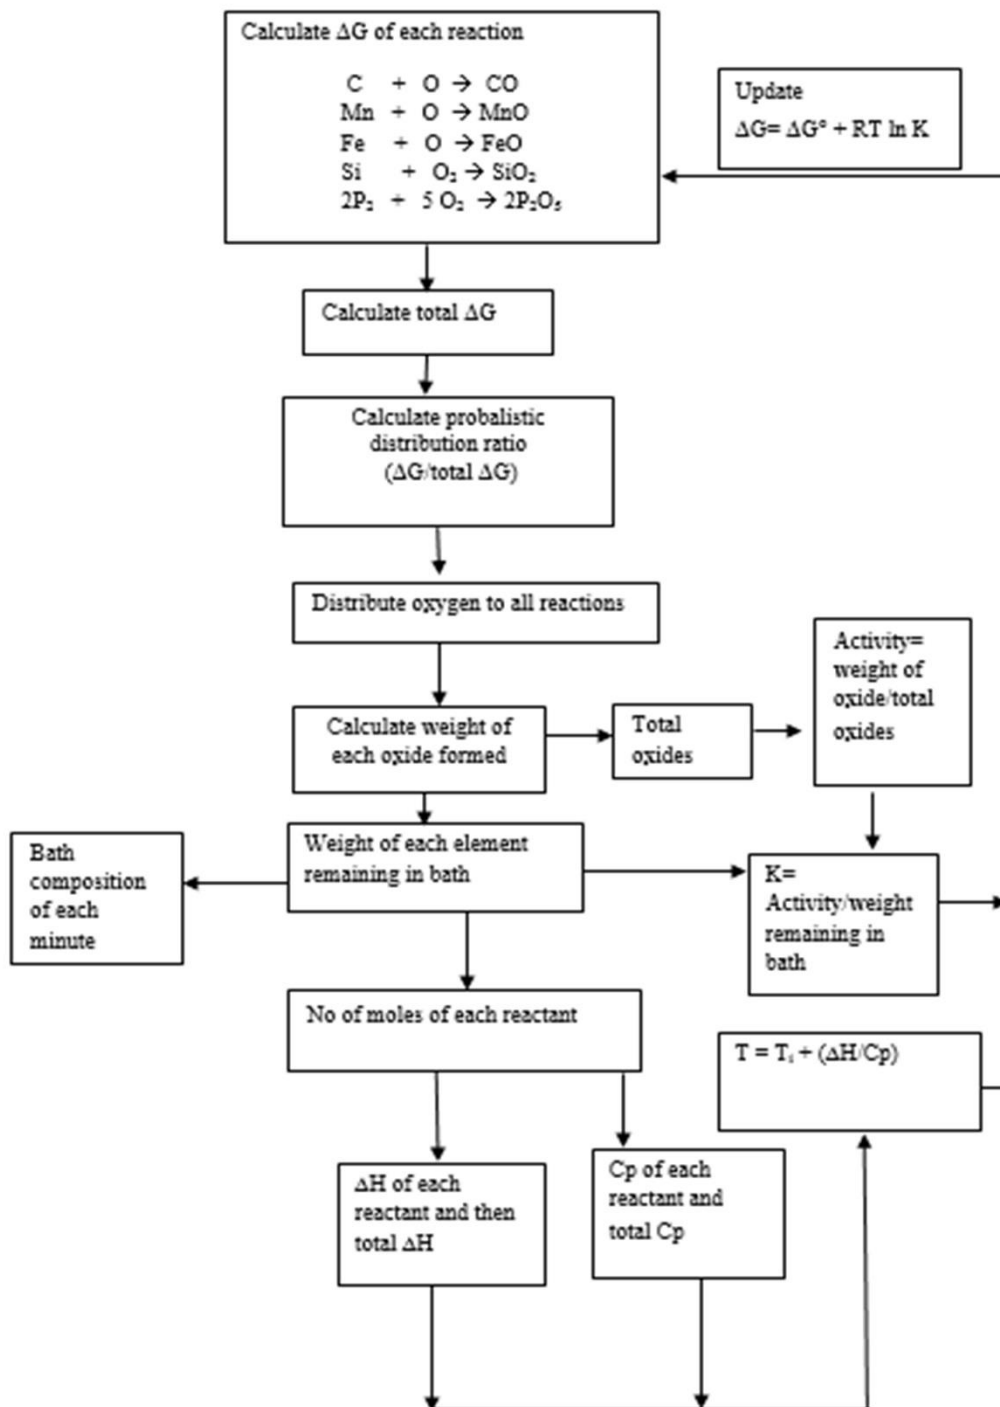 Calculate ΔG of each reaction
C + O → CO
Mn + O → MnO
Fe + O → FeO
Si + O₂ → SiO₂
2P₂ + 5 O₂ → 2P₂O₅
Update
ΔG= ΔG° + RT ln K
Calculate total ΔG
Calculate probalistic
distribution ratio
(ΔG/total ΔG)
Distribute oxygen to all reactions
Calculate weight of
each oxide formed
Total
oxides
Activity=
weight of
oxide/total
oxides
Bath
composition
of each
minute
Weight of each element
remaining in bath
K=
Activity/weight
remaining in
bath
No of moles of each reactant
T = Tᵢ + (ΔH/Cp)
ΔH of each
reactant and then
total ΔH
Cp of each
reactant and
total Cp